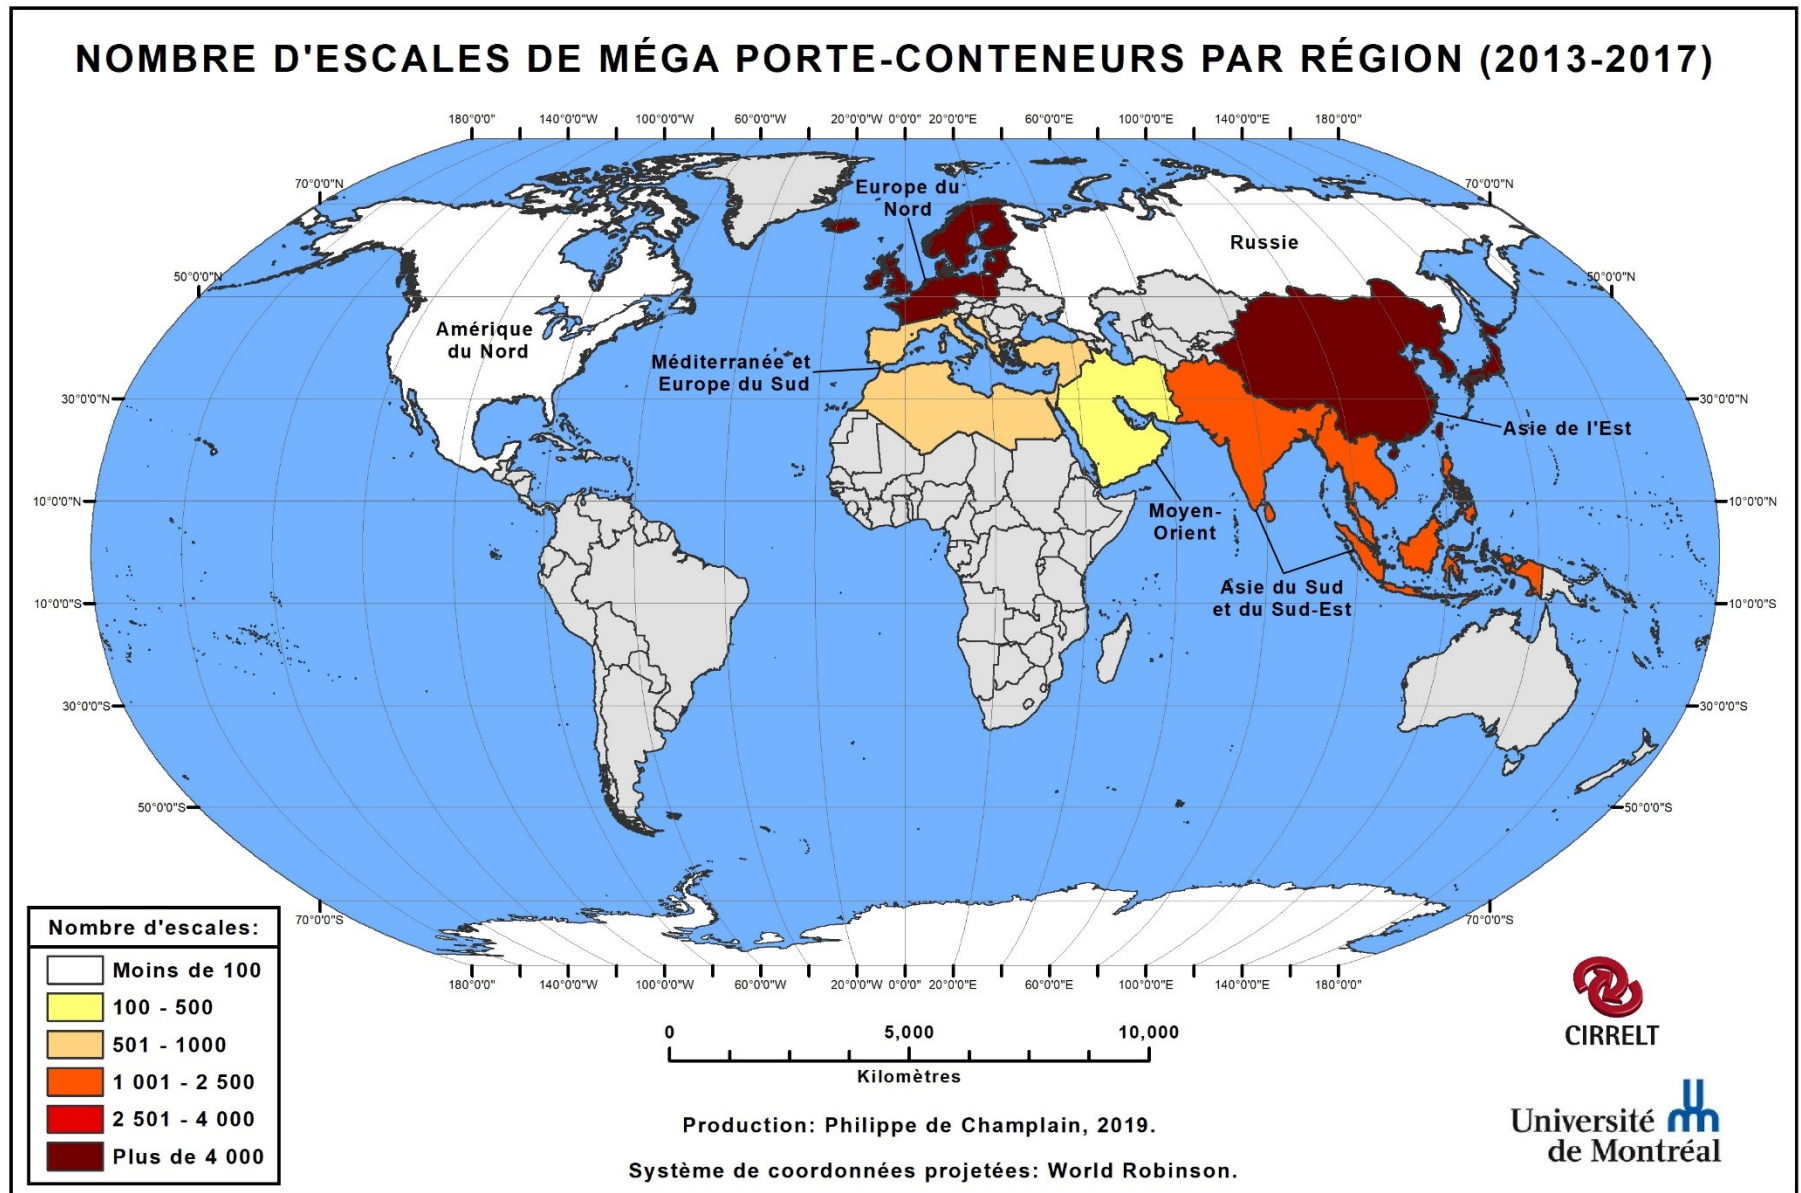 NOMBRE D'ESCALES DE MÉGA PORTE-CONTENEURS PAR RÉGION (2013-2017)
180°0'0" 140°0'0"W 100°0'0"W 60°0'0"W 20°0'0"W 0°0'0" 20°0'0"E 60°0'0"E 100°0'0"E 140°0'0"E 180°0'0"
70°0'0"N 70°0'0"N
Europe du
Nord
Russie
50°0'0"N 50°0'0"N
Amérique
du Nord
Méditerranée et
Europe du Sud
30°0'0"N 30°0'0"N
Asie de l'Est
10°0'0"N 10°0'0"N
Moyen-
Orient
Asie du Sud
et du Sud-Est
10°0'0"S 10°0'0"S
30°0'0"S 30°0'0"S
50°0'0"S 50°0'0"S
70°0'0"S 70°0'0"S
180°0'0" 140°0'0"W 100°0'0"W 60°0'0"W 20°0'0"W 0°0'0" 20°0'0"E 60°0'0"E 100°0'0"E 140°0'0"E 180°0'0"
Nombre d'escales:
Moins de 100
100 - 500
501 - 1000
1 001 - 2 500
2 501 - 4 000
Plus de 4 000
0 5,000 10,000
Kilomètres
Production: Philippe de Champlain, 2019.
Système de coordonnées projetées: World Robinson.
CIRRELT
Université
de Montréal